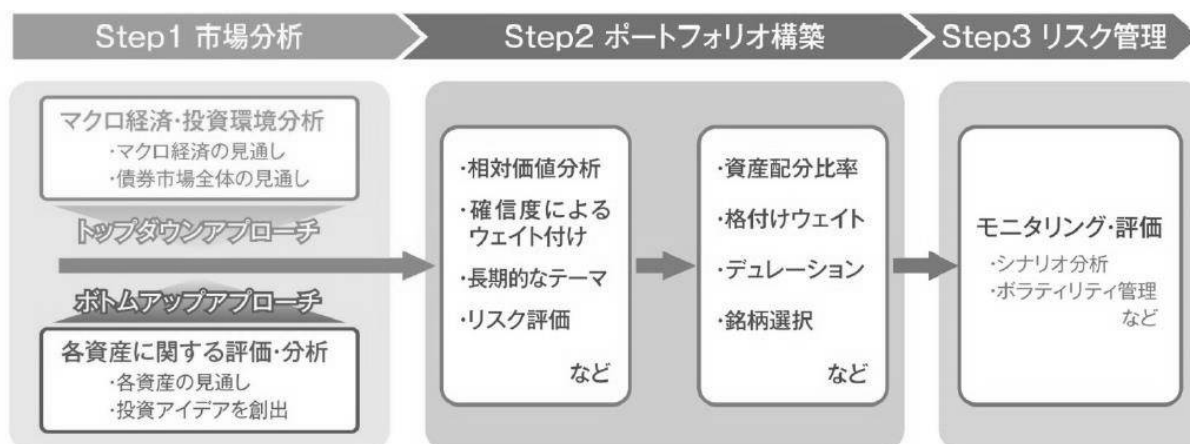 Step1 市場分析
Step2 ポートフォリオ構築
Step3 リスク管理
マクロ経済・投資環境分析
・マクロ経済の見通し
・債券市場全体の見通し
トップダウンアプローチ
ボトムアップアプローチ
各資産に関する評価・分析
・各資産の見通し
・投資アイデアを創出
・相対価値分析
・確信度による
ウェイト付け
・長期的なテーマ
・リスク評価
など
・資産配分比率
・格付けウェイト
・デュレーション
・銘柄選択
など
モニタリング・評価
・シナリオ分析
・ボラティリティ管理
など